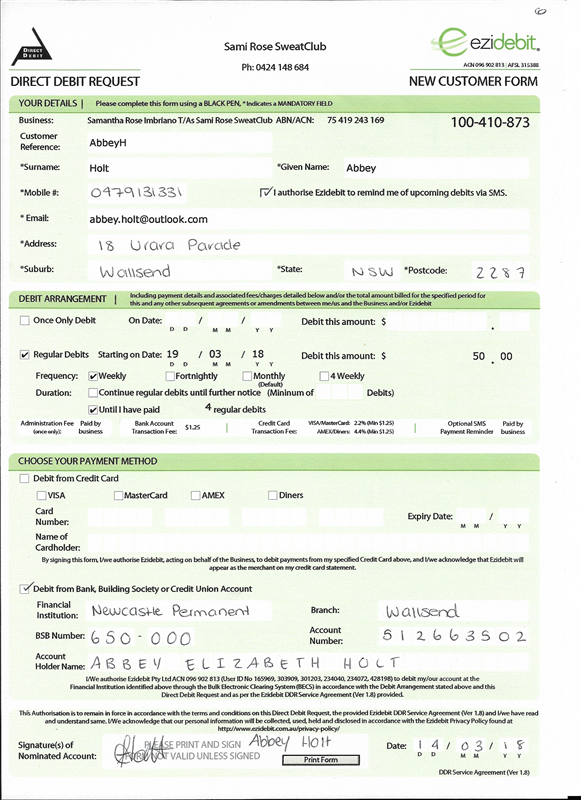 8
DIRECT DEBIT
Sami Rose SweatClub
Ph: 0424 148 684
ezidebit.
ACN 096 902 813 | AFSL 315388
DIRECT DEBIT REQUEST NEW CUSTOMER FORM
YOUR DETAILS | Please complete this form using a BLACK PEN, * Indicates a MANDATORY FIELD
Business: Samantha Rose Imbriano T/As Sami Rose SweatClub ABN/ACN: 75 419 243 169 100-410-873
Customer Reference: AbbeyH
*Surname: Holt *Given Name: Abbey
*Mobile #: 0479131331 I authorise Ezidebit to remind me of upcoming debits via SMS.
* Email: abbey.holt@outlook.com
*Address: 18 Urara Parade
*Suburb: Wallsend *State: NSW *Postcode: 2287
DEBIT ARRANGEMENT | Including payment details and associated fees/charges detailed below and/or the total amount billed for the specified period for
this and any other subsequent agreements or amendments between me/us and the Business and/or Ezidebit
Once Only Debit On Date: / / Debit this amount: $ .
D D M M Y Y
Regular Debits Starting on Date: 19 / 03 / 18 Debit this amount: $ 50 . 00
D D M M Y Y
Frequency: Weekly Fortnightly Monthly (Default) 4 Weekly
Duration: Continue regular debits until further notice (Mininum of Debits)
Until I have paid 4 regular debits
Administration Fee (once only): Paid by business Bank Account Transaction Fee: $1.25 Credit Card Transaction Fee: VISA/MasterCard: 2.2% (Min $1.25) AMEX/Diners: 4.4% (Min $1.25) Optional SMS Payment Reminder Paid by business
CHOOSE YOUR PAYMENT METHOD
Debit from Credit Card
VISA MasterCard AMEX Diners
Card Number: Expiry Date: /
M M Y Y
Name of Cardholder:
By signing this form, I/we authorise Ezidebit, acting on behalf of the Business, to debit payments from my specified Credit Card above, and I/we acknowledge that Ezidebit will
appear as the merchant on my credit card statement.
Debit from Bank, Building Society or Credit Union Account
Financial Institution: Newcastle Permanent Branch: Wallsend
BSB Number: 650-000 Account Number: 512663502
Account Holder Name: ABBEY ELIZABETH HOLT
I/We authorise Ezidebit Pty Ltd ACN 096 902 813 (User ID No 165969, 303909, 301203, 234040, 234072, 428198) to debit my/our account at the
Financial Institution identified above through the Bulk Electronic Clearing System (BECS) in accordance with the Debit Arrangement stated above and this
Direct Debit Request and as per the Ezidebit DDR Service Agreement (Ver 1.8) provided.
This Authorisation is to remain in force in accordance with the terms and conditions on this Direct Debit Request, the provided Ezidebit DDR Service Agreement (Ver 1.8) and I/we have read
and understand same. I/We acknowledge that our personal information will be collected, used, held and disclosed in accordance with the Ezidebit Privacy Policy found at
http://www.ezidebit.com.au/privacy-policy/
Signature(s) of Nominated Account: PLEASE PRINT AND SIGN Abbey Holt Date: 14 / 03 / 18
FORM NOT VALID UNLESS SIGNED D D M M Y Y
Print Form
DDR Service Agreement (Ver 1.8)